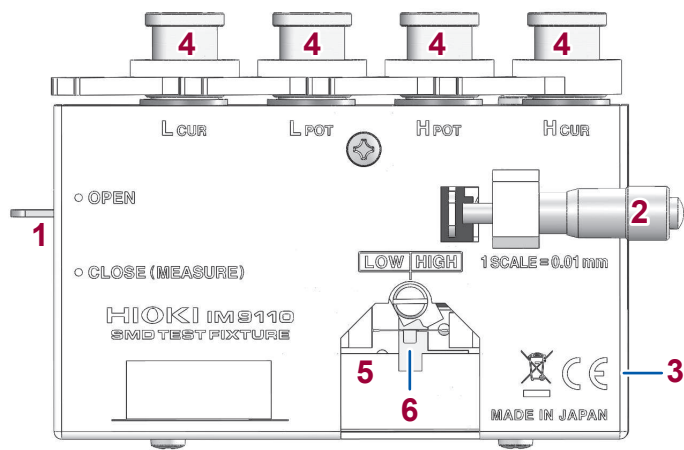 4 4 4 4
L CUR L POT H POT H CUR
OPEN
1
2
CLOSE (MEASURE)
LOW HIGH
1 SCALE = 0.01 mm
HIOKI IM9110
SMD TEST FIXTURE
5
6
CE
3
MADE IN JAPAN